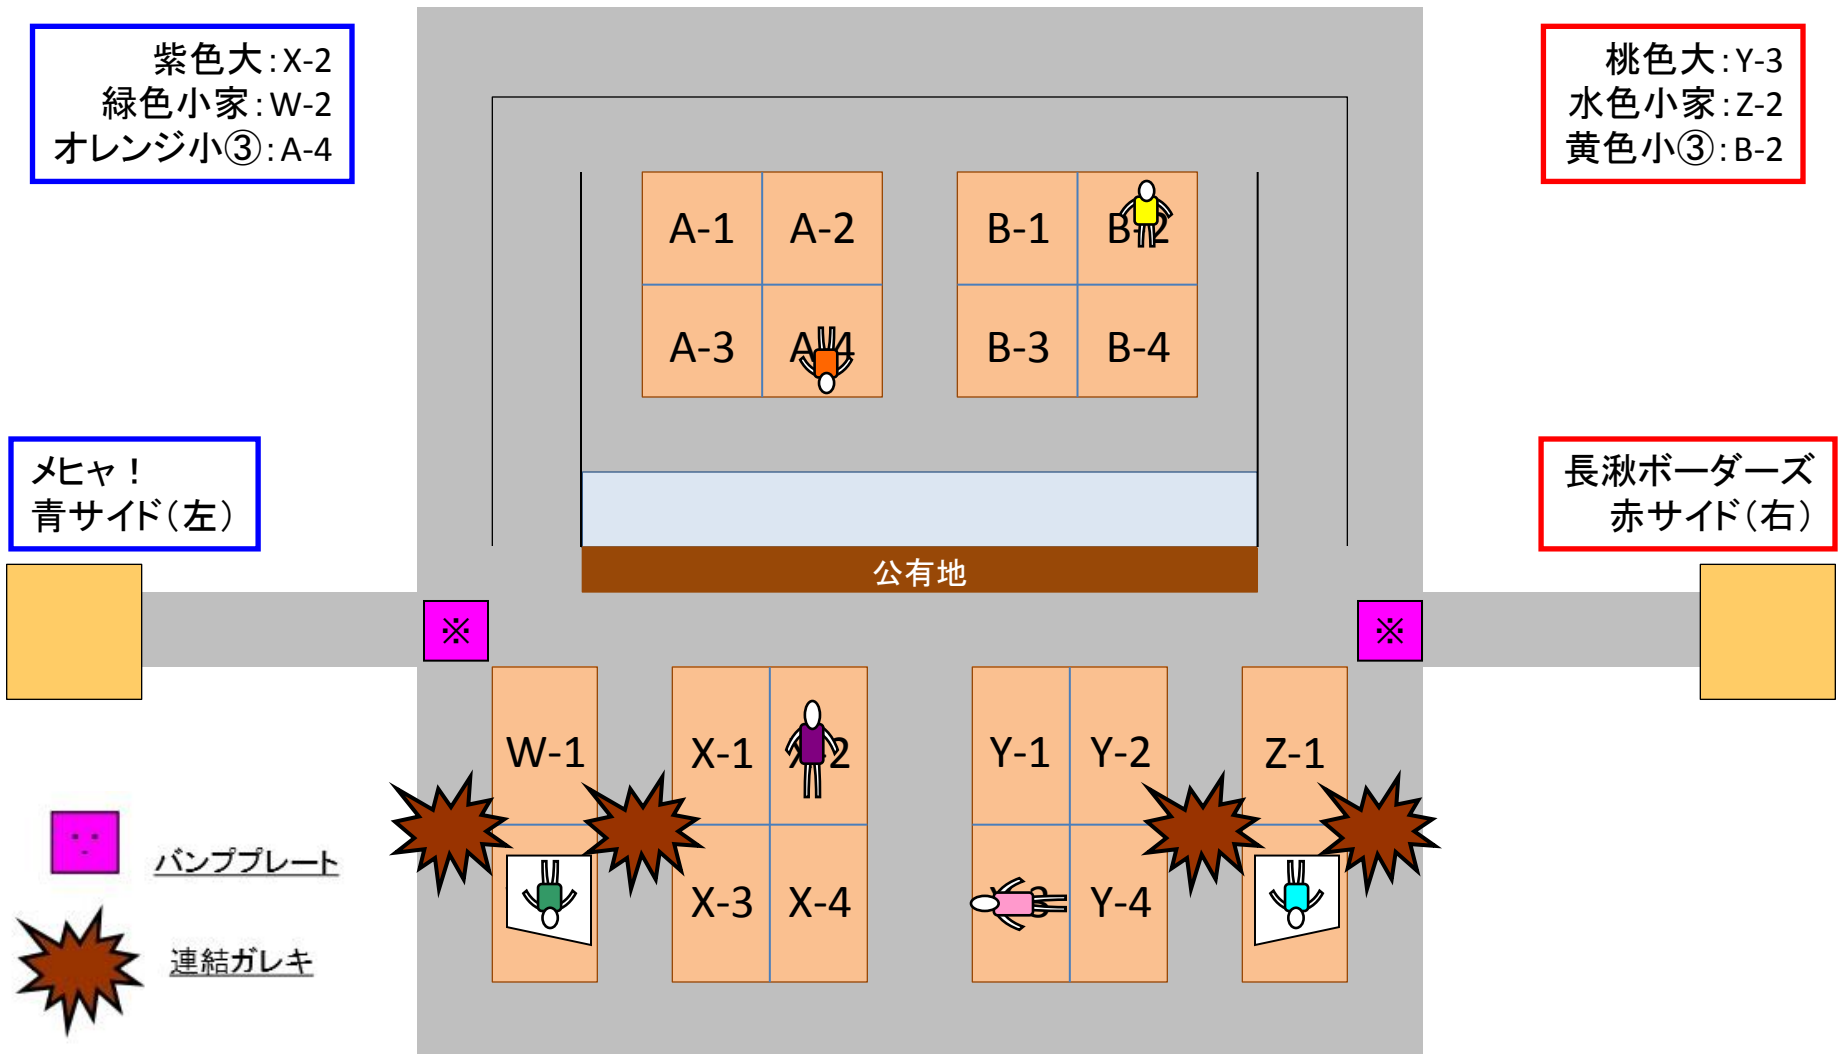 紫色大:X-2
緑色小家:W-2
オレンジ小③:A-4
桃色大:Y-3
水色小家:Z-2
黄色小③:B-2
A-1
A-2
B-1
B-2
A-3
A-4
B-3
B-4
メヒャ！
青サイド(左)
長湫ボーダーズ
赤サイド(右)
公有地
※
※
W-1
X-1
X-2
Y-1
Y-2
Z-1
X-3
X-4
Y-3
Y-4
バンププレート
連結ガレキ